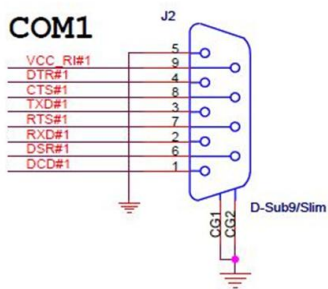 COM1
J2
5
VCC_RI#1 9
DTR#1 4
CTS#1 8
TXD#1 3
RTS#1 7
RXD#1 2
DSR#1 6
DCD#1 1
D-Sub9/Slim
CG1
CG2